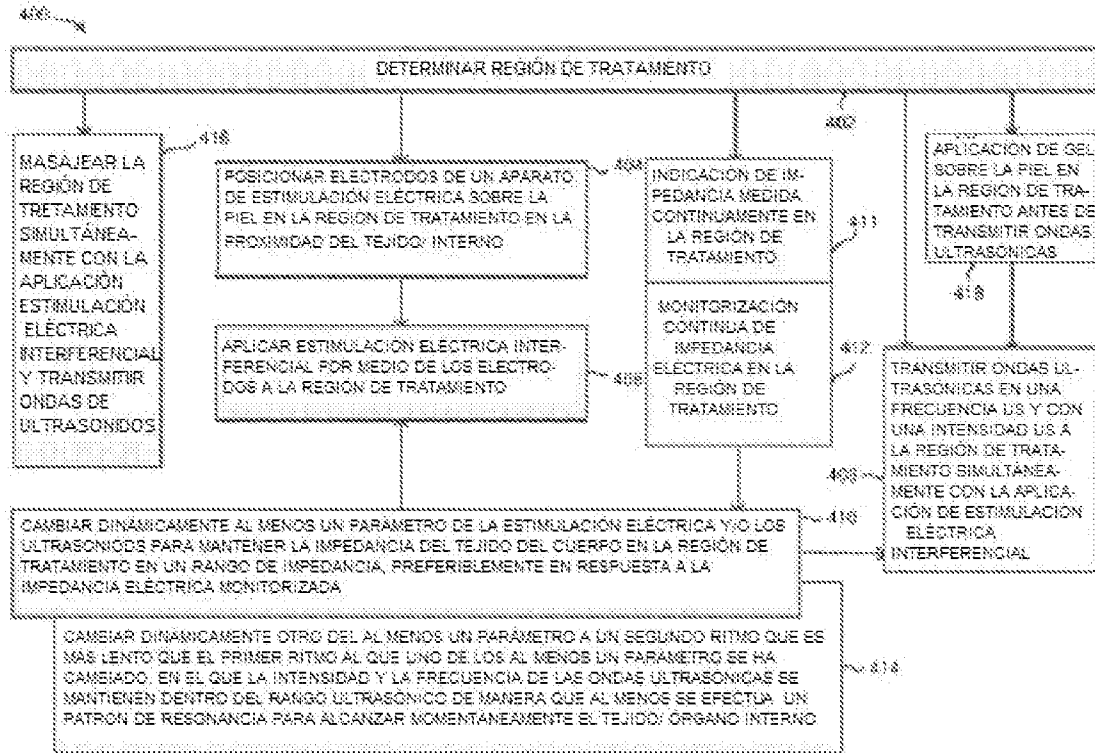 400
DETERMINAR REGIÓN DE TRATAMIENTO
402
418
MASAJEAR LA
REGIÓN DE
TRETAMIENTO
SIMULTÁNEA-
MENTE CON LA
APLICACIÓN
ESTIMULACIÓN
ELÉCTRICA
INTERFERENCIAL
Y TRANSMITIR
ONDAS DE
ULTRASONIDOS
404
POSICIONAR ELECTRODOS DE UN APARATO
DE ESTIMULACIÓN ELÉCTRICA SOBRE LA
PIEL EN LA REGIÓN DE TRATAMIENTO EN LA
PROXIMIDAD DEL TEJIDO/ INTERNO
APLICAR ESTIMULACIÓN ELÉCTRICA INTER-
FERENCIAL POR MEDIO DE LOS ELECTRO-
DOS A LA REGIÓN DE TRATAMIENTO
INDICACIÓN DE IM-
PEDANCIA MEDIDA
CONTINUAMENTE EN
LA REGIÓN DE
TRATAMIENTO
411
MONITORIZACIÓN
CONTINUA DE
IMPEDANCIA
ELÉCTRICA EN LA
REGIÓN DE
TRATAMIENTO
412
APLICACIÓN DE GEL
SOBRE LA PIEL EN
LA REGIÓN DE TRA-
TAMIENTO ANTES DE
TRANSMITIR ONDAS
ULTRASÓNICAS
418
TRANSMITIR ONDAS UL-
TRASÓNICAS EN UNA
FRECUENCIA US Y CON
UNA INTENSIDAD US A
LA REGIÓN DE TRATA-
MIENTO SIMULTÁNEA-
MENTE CON LA APLICA-
CIÓN DE ESTIMULACIÓN
ELÉCTRICA
INTERFERENCIAL
CAMBIAR DINÁMICAMENTE AL MENOS UN PARÁMETRO DE LA ESTIMULACIÓN ELÉCTRICA Y/O LOS
ULTRASONIODS PARA MANTENER LA IMPEDANCIA DEL TEJIDO DEL CUERPO EN LA REGIÓN DE
TRATAMIENTO EN UN RANGO DE IMPEDANCIA, PREFERIBLEMENTE EN RESPUESTA A LA
IMPEDANCIA ELÉCTRICA MONITORIZADA
CAMBIAR DINÁMICAMENTE OTRO DEL AL MENOS UN PARÁMETRO A UN SEGUNDO RITMO QUE ES
MAS LENTO QUE EL PRIMER RITMO AL QUE UNO DE LOS AL MENOS UN PARÁMETRO SE HA
CAMBIADO, EN EL QUE LA INTENSIDAD Y LA FRECUENCIA DE LAS ONDAS ULTRASÓNICAS SE
MANTIENEN DENTRO DEL RANGO ULTRASÓNICO DE MANERA QUE AL MENOS SE EFECTUA UN
PATRON DE RESONANCIA PARA ALCANZAR MOMENTÁNEAMENTE EL TEJIDO/ ÓRGANO INTERNO
414